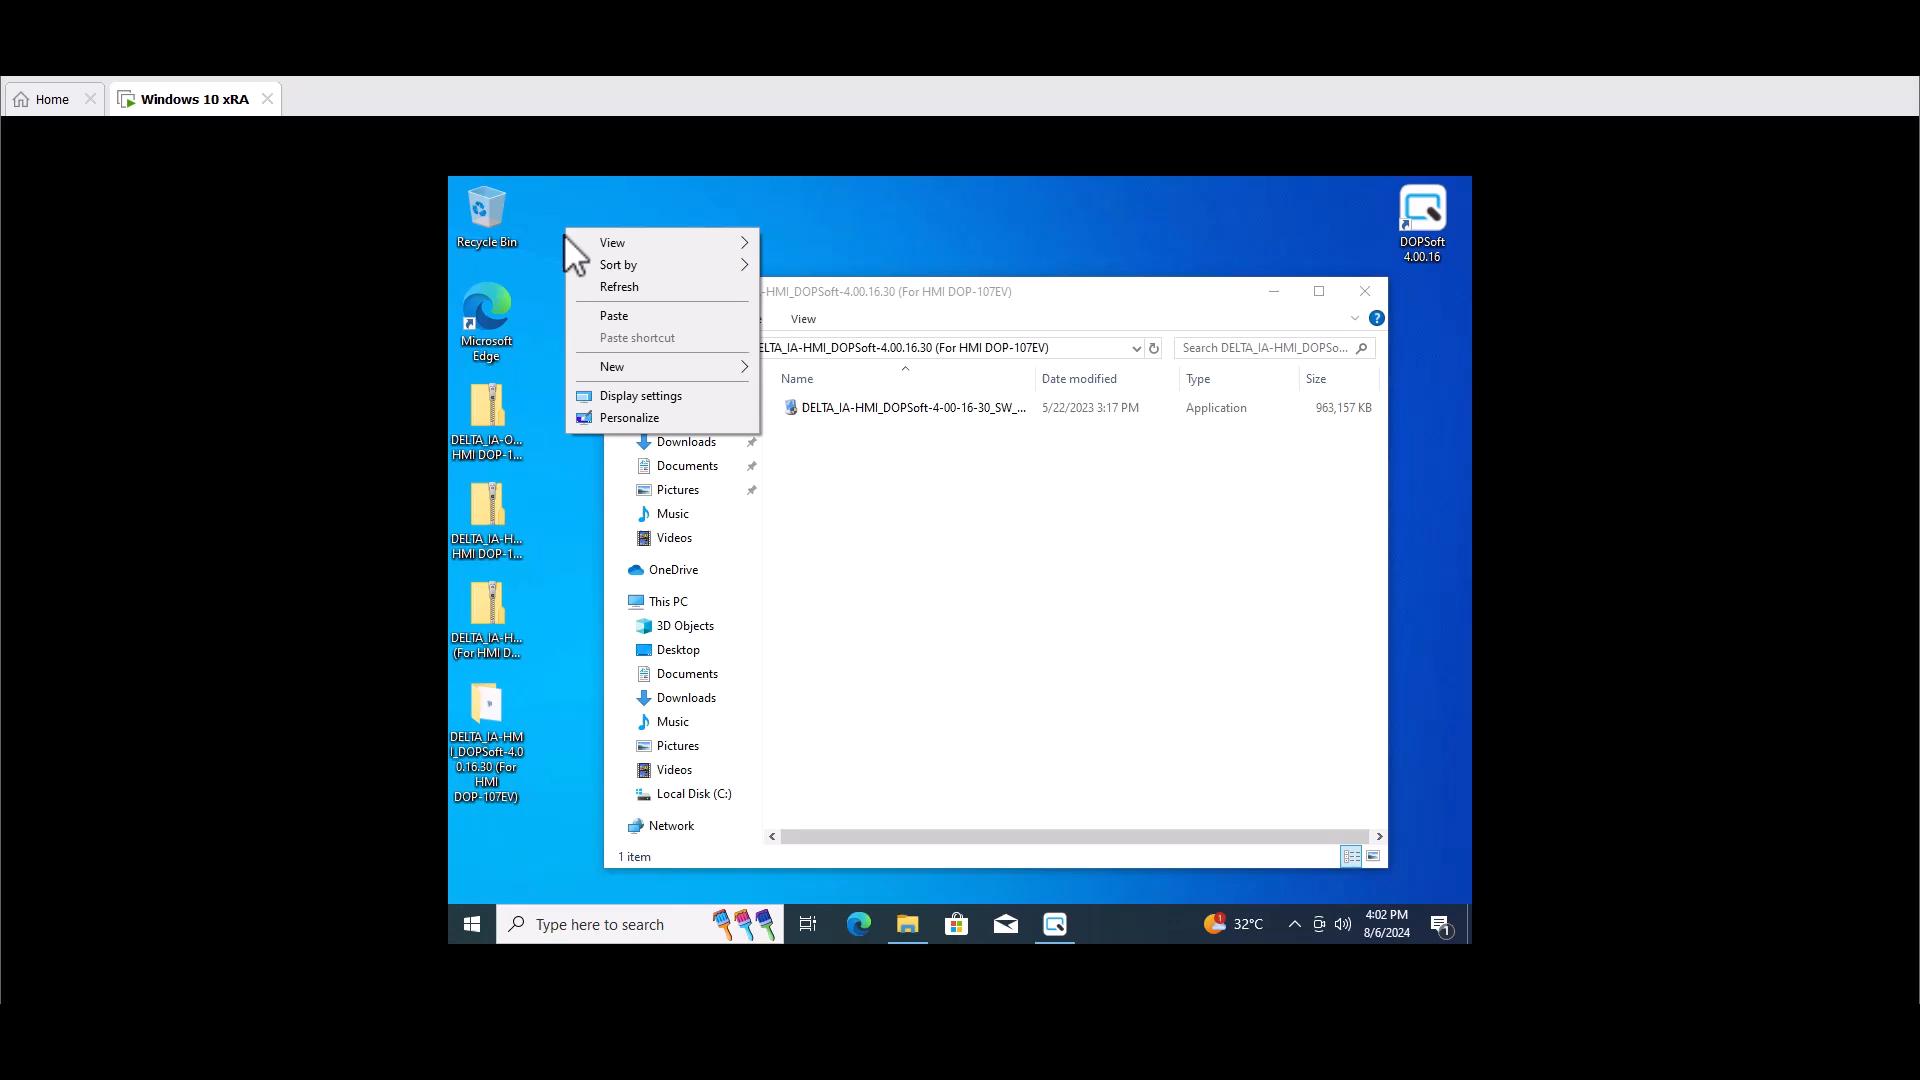 Home
Windows 10 xRA
Recycle Bin
Microsoft
Edge
DELTA_IA-O...
HMI DOP-1...
DELTA_IA-H...
HMI DOP-1...
DELTA_IA-H...
(For HMI D...
DELTA_IA-HM
I_DOPSoft-4.0
0.16.30 (For
HMI
DOP-107EV)
DOPSoft
4.00.16
View
Sort by
Refresh
Paste
Paste shortcut
New
Display settings
Personalize
-HMI_DOPSoft-4.00.16.30 (For HMI DOP-107EV)
View
ELTA_IA-HMI_DOPSoft-4.00.16.30 (For HMI DOP-107EV)
Search DELTA_IA-HMI_DOPSo...
Name
Date modified
Type
Size
DELTA_IA-HMI_DOPSoft-4-00-16-30_SW_...
5/22/2023 3:17 PM
Application
963,157 KB
Downloads
Documents
Pictures
Music
Videos
OneDrive
This PC
3D Objects
Desktop
Documents
Downloads
Music
Pictures
Videos
Local Disk (C:)
Network
1 item
Type here to search
1
32°C
4:02 PM
8/6/2024
1